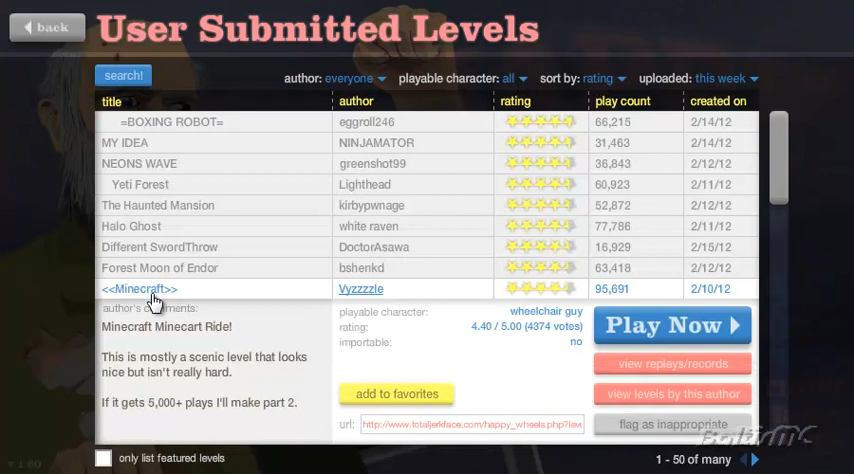 back
User Submitted Levels
search!
author: everyone playable character: all sort by: rating uploaded: this week
title author rating play count created on
=BOXING ROBOT= eggroll246 66,215 2/14/12
MY IDEA NINJAMATOR 31,463 2/14/12
NEONS WAVE greenshot99 36,843 2/12/12
Yeti Forest Lighthead 60,923 2/11/12
The Haunted Mansion kirbypwnage 52,872 2/12/12
Halo Ghost white raven 77,786 2/11/12
Different SwordThrow DoctorAsawa 16,929 2/15/12
Forest Moon of Endor bshenkd 63,418 2/12/12
<<Minecraft>> Vyzzzzle 95,691 2/10/12
author's comments:
Minecraft Minecart Ride!
This is mostly a scenic level that looks
nice but isn't really hard.
If it gets 5,000+ plays I'll make part 2.
playable character: wheelchair guy
rating: 4.40 / 5.00 (4374 votes)
importable: no
add to favorites
url: http://www.totaljerkface.com/happy_wheels.php?lev
Play Now
view replays/records
view levels by this author
flag as inappropriate
only list featured levels
1 - 50 of many
v 1.60